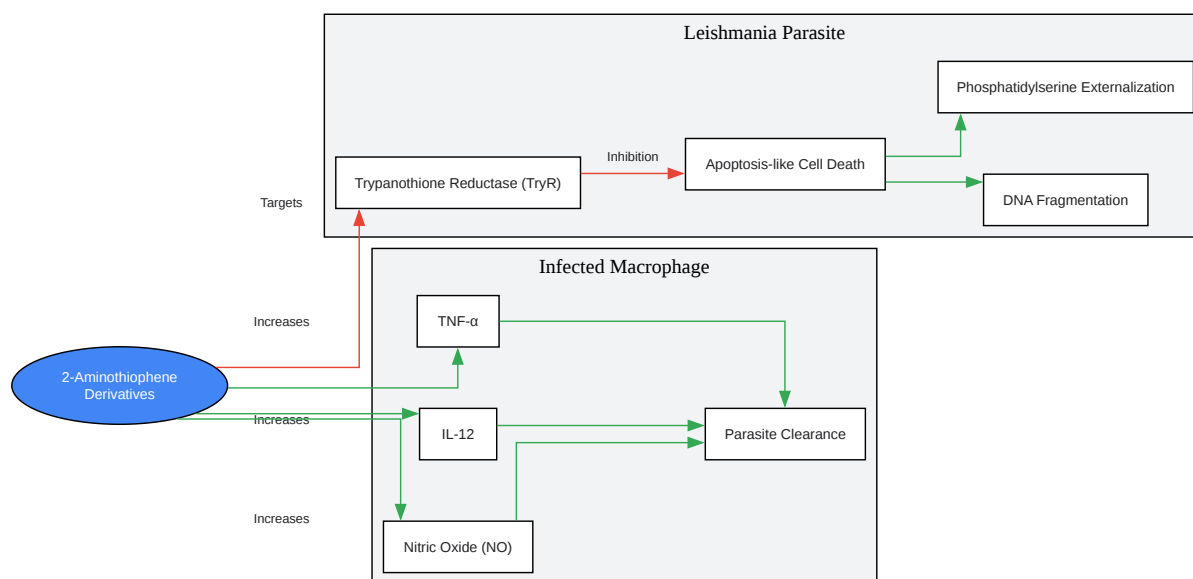 Leishmania Parasite
Phosphatidylserine Externalization
Inhibition
Apoptosis-like Cell Death
Trypanothione Reductase (TryR)
DNA Fragmentation
Targets
Infected Macrophage
Increases
TNF-α
2-Aminothiophene
Derivatives
Increases
IL-12
Parasite Clearance
Increases
Nitric Oxide (NO)